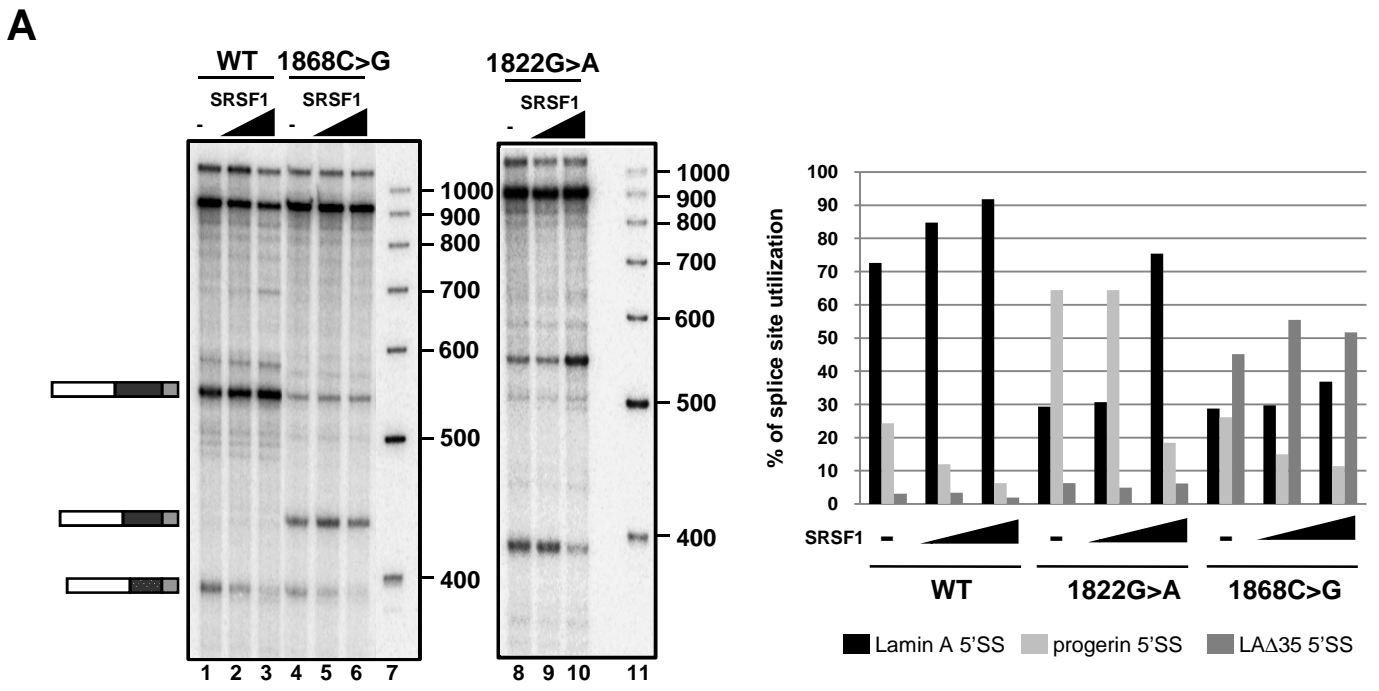 A
WT 1868C>G
SRSF1 SRSF1
- -
1000
900
800
700
600
500
400
1 2 3 4 5 6 7
1822G>A
SRSF1
-
1000
900
800
700
600
500
400
8 9 10 11
% of splice site utilization
100
90
80
70
60
50
40
30
20
10
0
SRSF1 - - -
WT 1822G>A 1868C>G
Lamin A 5'SS progerin 5'SS LAΔ35 5'SS